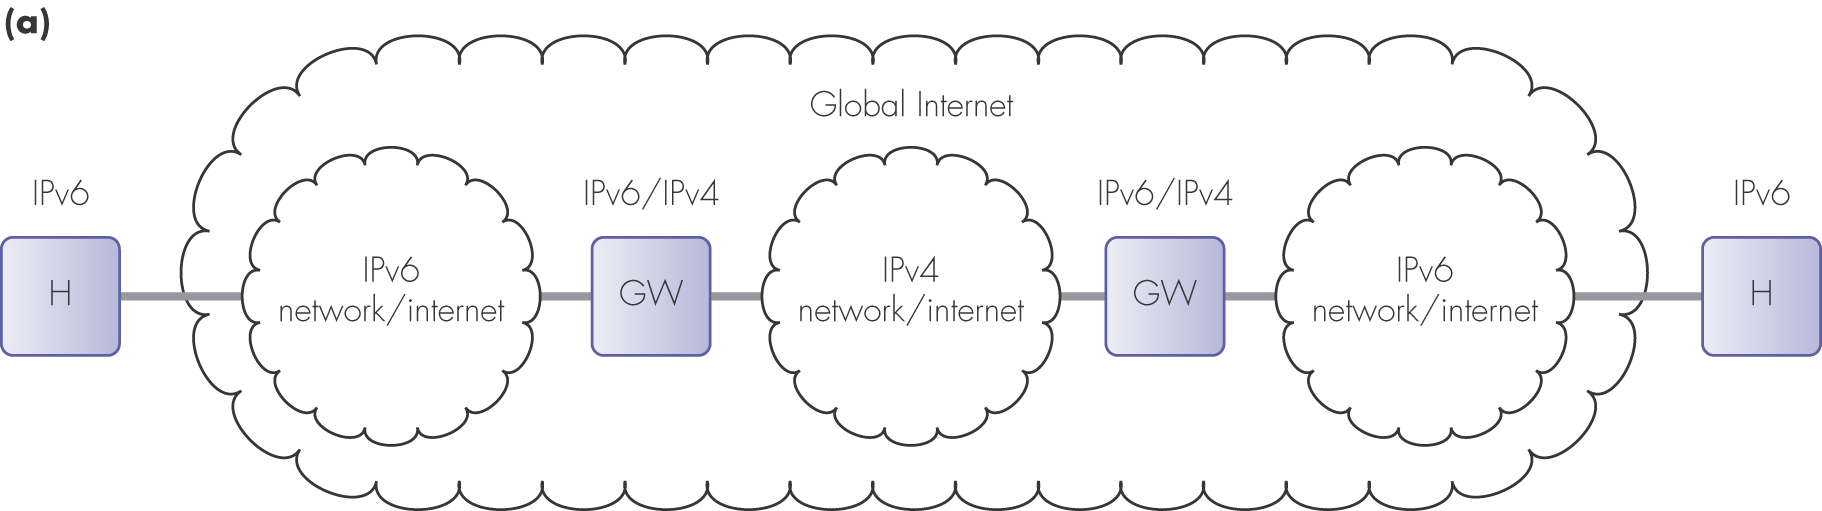 (a)
Global Internet
IPv6
IPv6/IPv4
IPv6/IPv4
IPv6
H
IPv6
network/internet
GW
IPv4
network/internet
GW
IPv6
network/internet
H